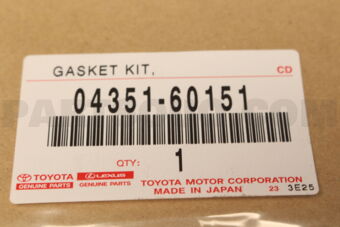 GASKET KIT, CD
04351-60151
QTY: 1
TOYOTA LEXUS TOYOTA MOTOR CORPORATION
GENUINE PARTS GENUINE PARTS MADE IN JAPAN 23 3E25